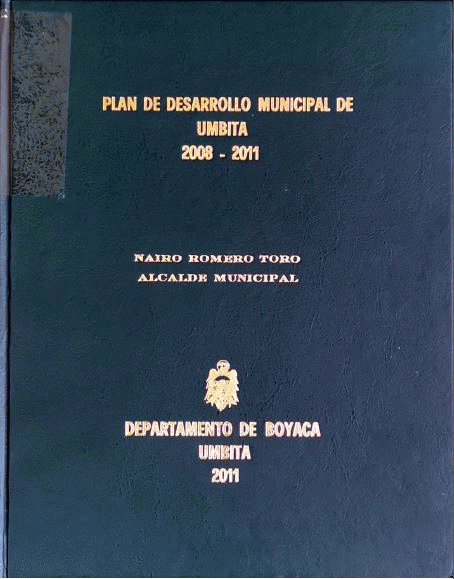 PLAN DE DESARROLLO MUNICIPAL DE
UMBITA
2008 - 2011
NAIRO ROMERO TORO
ALCALDE MUNICIPAL
DEPARTAMENTO DE BOYACA
UMBITA
2011